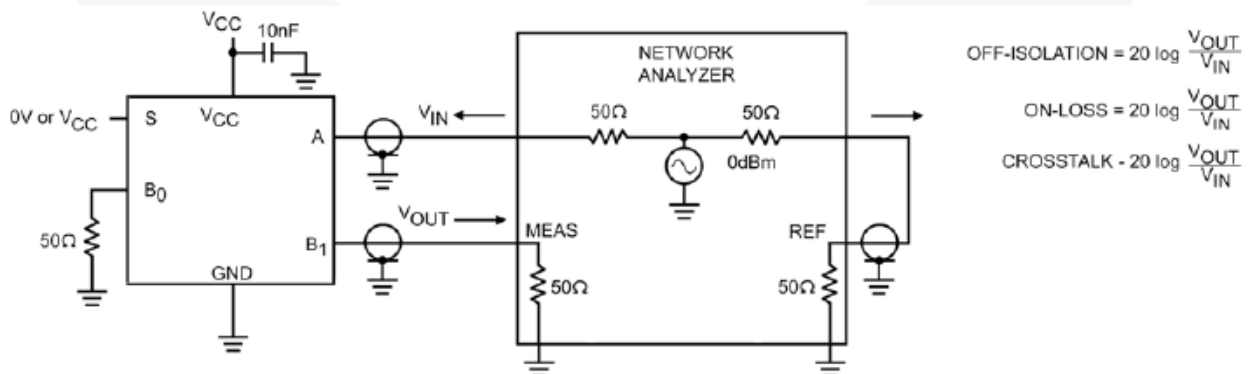 VCC
10nF
0V or VCC
S
VCC
A
B0
50Ω
B1
GND
VIN
VOUT
NETWORK
ANALYZER
50Ω
50Ω
0dBm
MEAS
REF
50Ω
50Ω
OFF-ISOLATION = 20 log VOUT
VIN
ON-LOSS = 20 log VOUT
VIN
CROSSTALK - 20 log VOUT
VIN